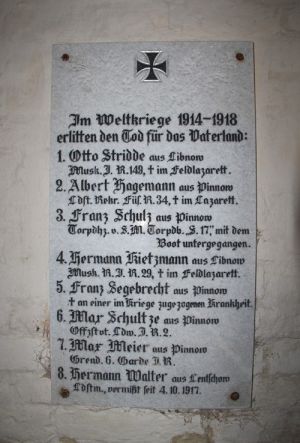 Im Weltkriege 1914-1918
erlitten den Tod für das Vaterland:
1. Otto Stridde aus Libnow
Musk. J. R. 149, † im Feldlazarett.
2. Albert Hagemann aus Pinnow
Ldst. Rekr. Füs. R. 34, † im Lazarett.
3. Franz Schulz aus Pinnow
Torpdhz. v. S. M. Torpdb. „S. 17", mit dem
Boot untergegangen.
4. Hermann Kietzmann aus Libnow
Musk. R. J. R. 29, † im Feldlazarett.
5. Franz Segebrecht aus Pinnow
† an einer im Kriege zugezogenen Krankheit.
6. Max Schultze aus Pinnow
Offzstv. Ldw. J. R. 2.
7. Max Meier aus Pinnow
Gren. 6. Garde J. R.
8. Hermann Walter aus Lentschow
Ldstm., vermißt seit 4. 10. 1917.